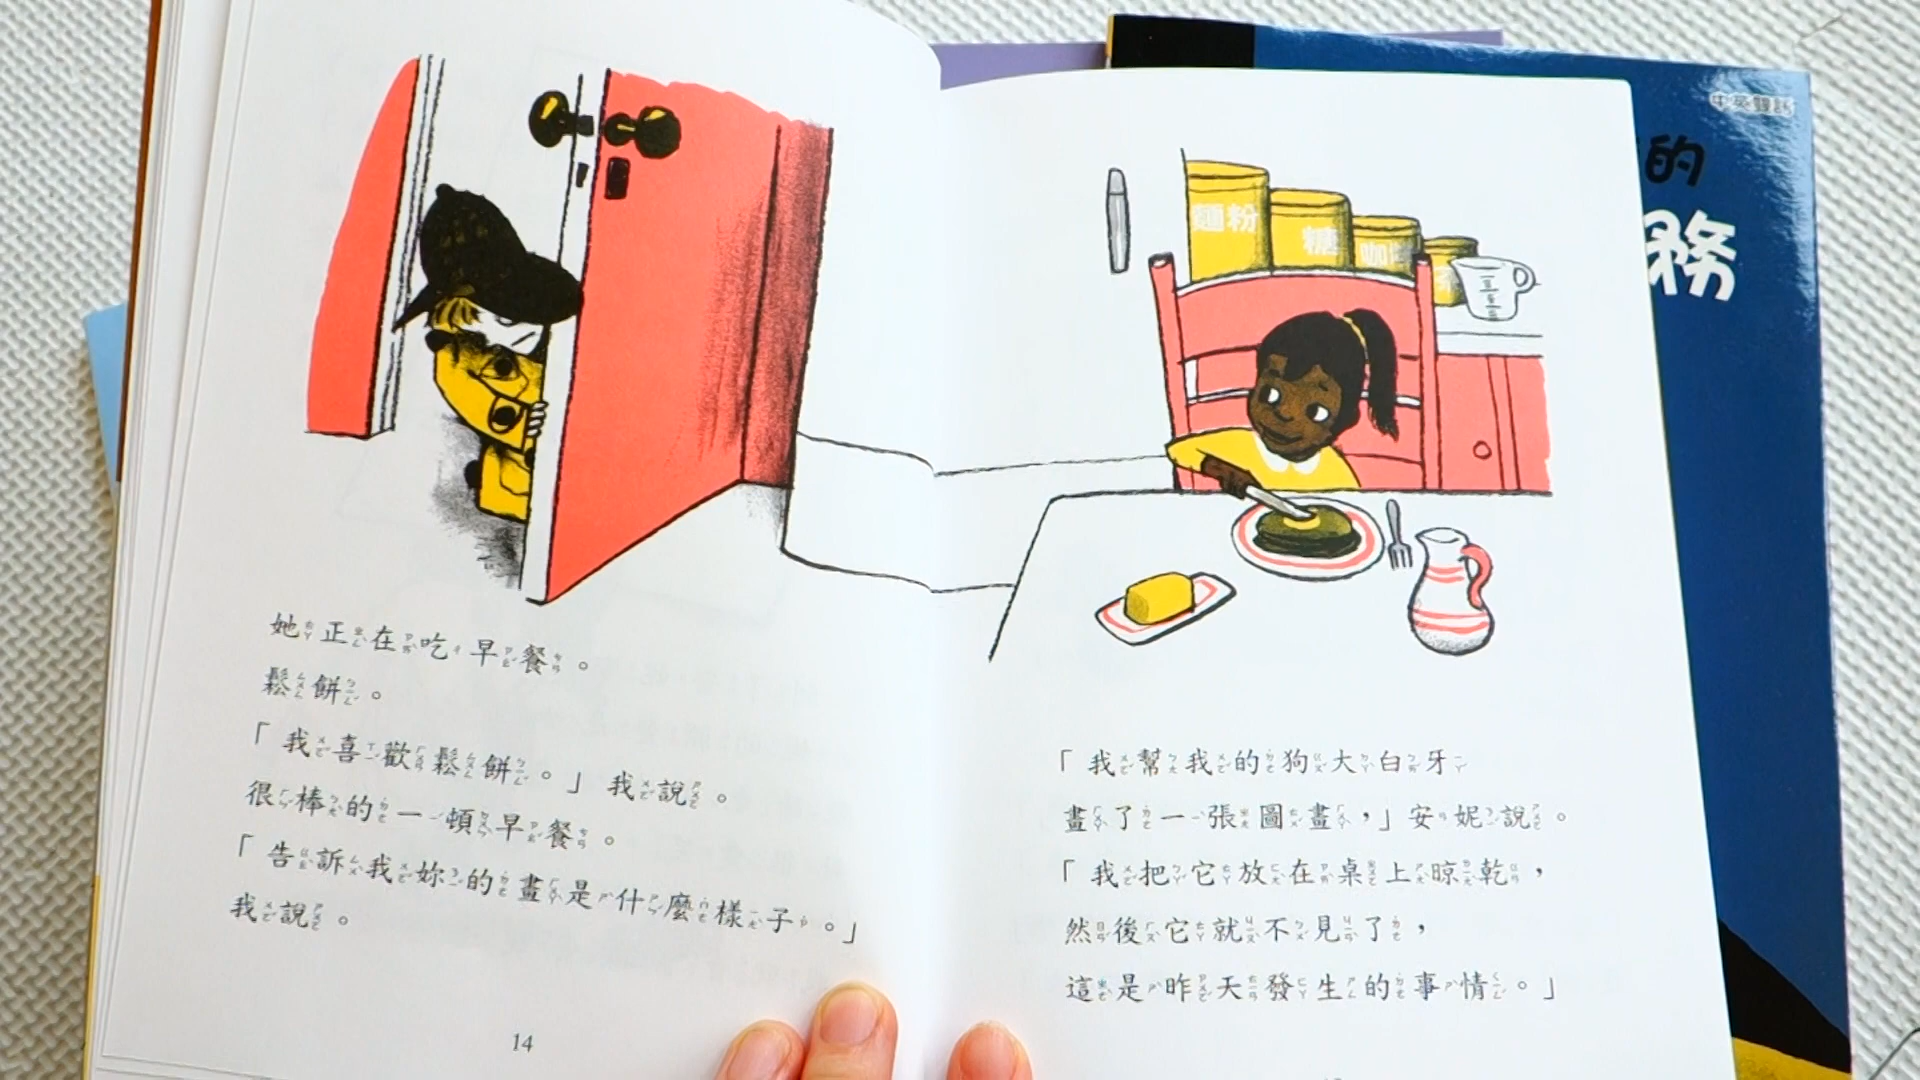 她正在吃早餐。
鬆餅。
「我喜歡鬆餅。」我說。
很棒的一頓早餐。
「告訴我妳的畫是什麼樣子。」
我說。
14
麵粉
糖
咖
「我幫我的狗大白牙
畫了一張圖畫，」安妮說。
「我把它放在桌上晾乾，
然後它就不見了，
這是昨天發生的事情。」
中英雙語
的
務